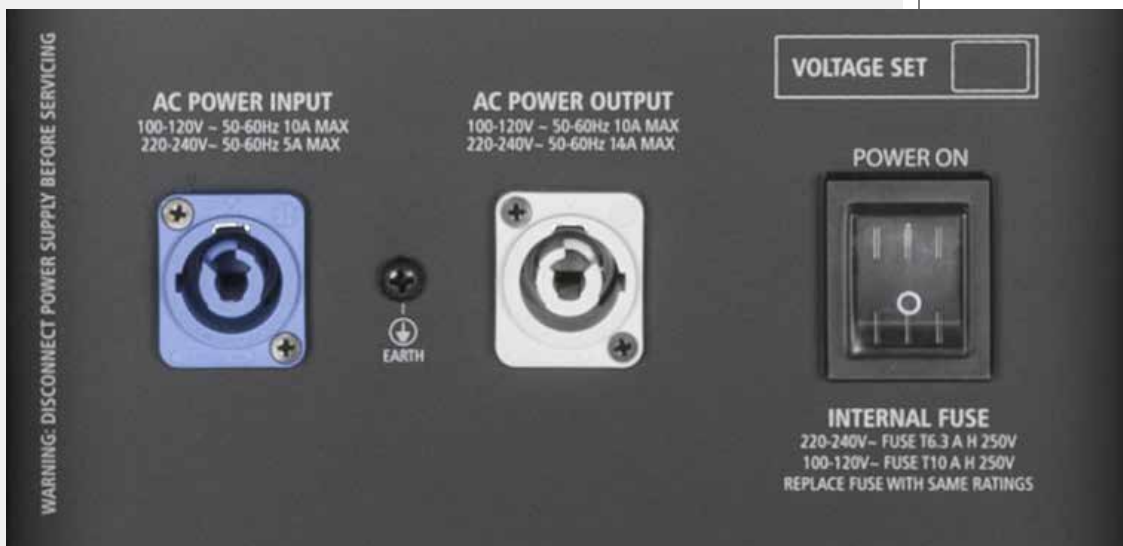 WARNING: DISCONNECT POWER SUPPLY BEFORE SERVICING
AC POWER INPUT
100-120V ~ 50-60Hz 10A MAX
220-240V~ 50-60Hz 5A MAX
EARTH
AC POWER OUTPUT
100-120V ~ 50-60Hz 10A MAX
220-240V~ 50-60Hz 14A MAX
VOLTAGE SET
POWER ON
INTERNAL FUSE
220-240V~ FUSE T6.3 A H 250V
100-120V~ FUSE T10 A H 250V
REPLACE FUSE WITH SAME RATINGS